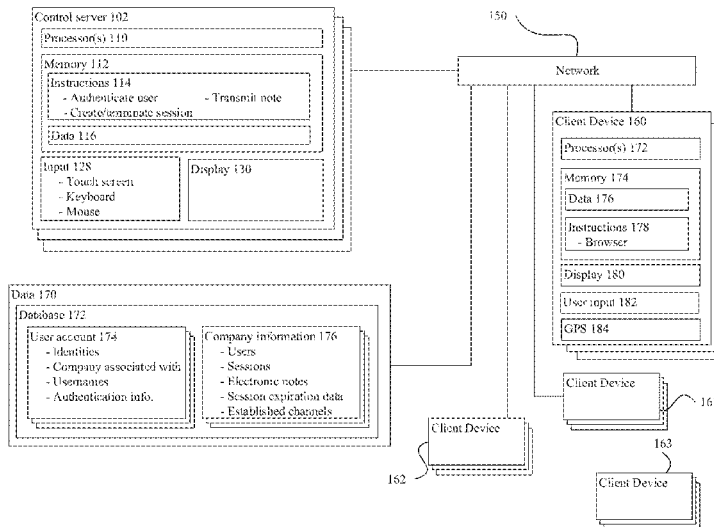 Control server 102
Processor(s) 110
Memory 112
Instructions 114
- Authenticate user - Transmit note
- Create/terminate session
Data 116
Input 128
- Touch screen
- Keyboard
- Mouse
Display 130
150
Network
Client Device 160
Processor(s) 172
Memory 174
Data 176
Instructions 178
- Browser
Display 180
User input 182
GPS 184
Data 170
Database 172
User account 174
- Identities
- Company associated with
- Usernames
- Authentication info.
Company information 176
- Users
- Sessions
- Electronic notes
- Session expiration data
- Established channels
Client Device
162
Client Device
16
163
Client Device